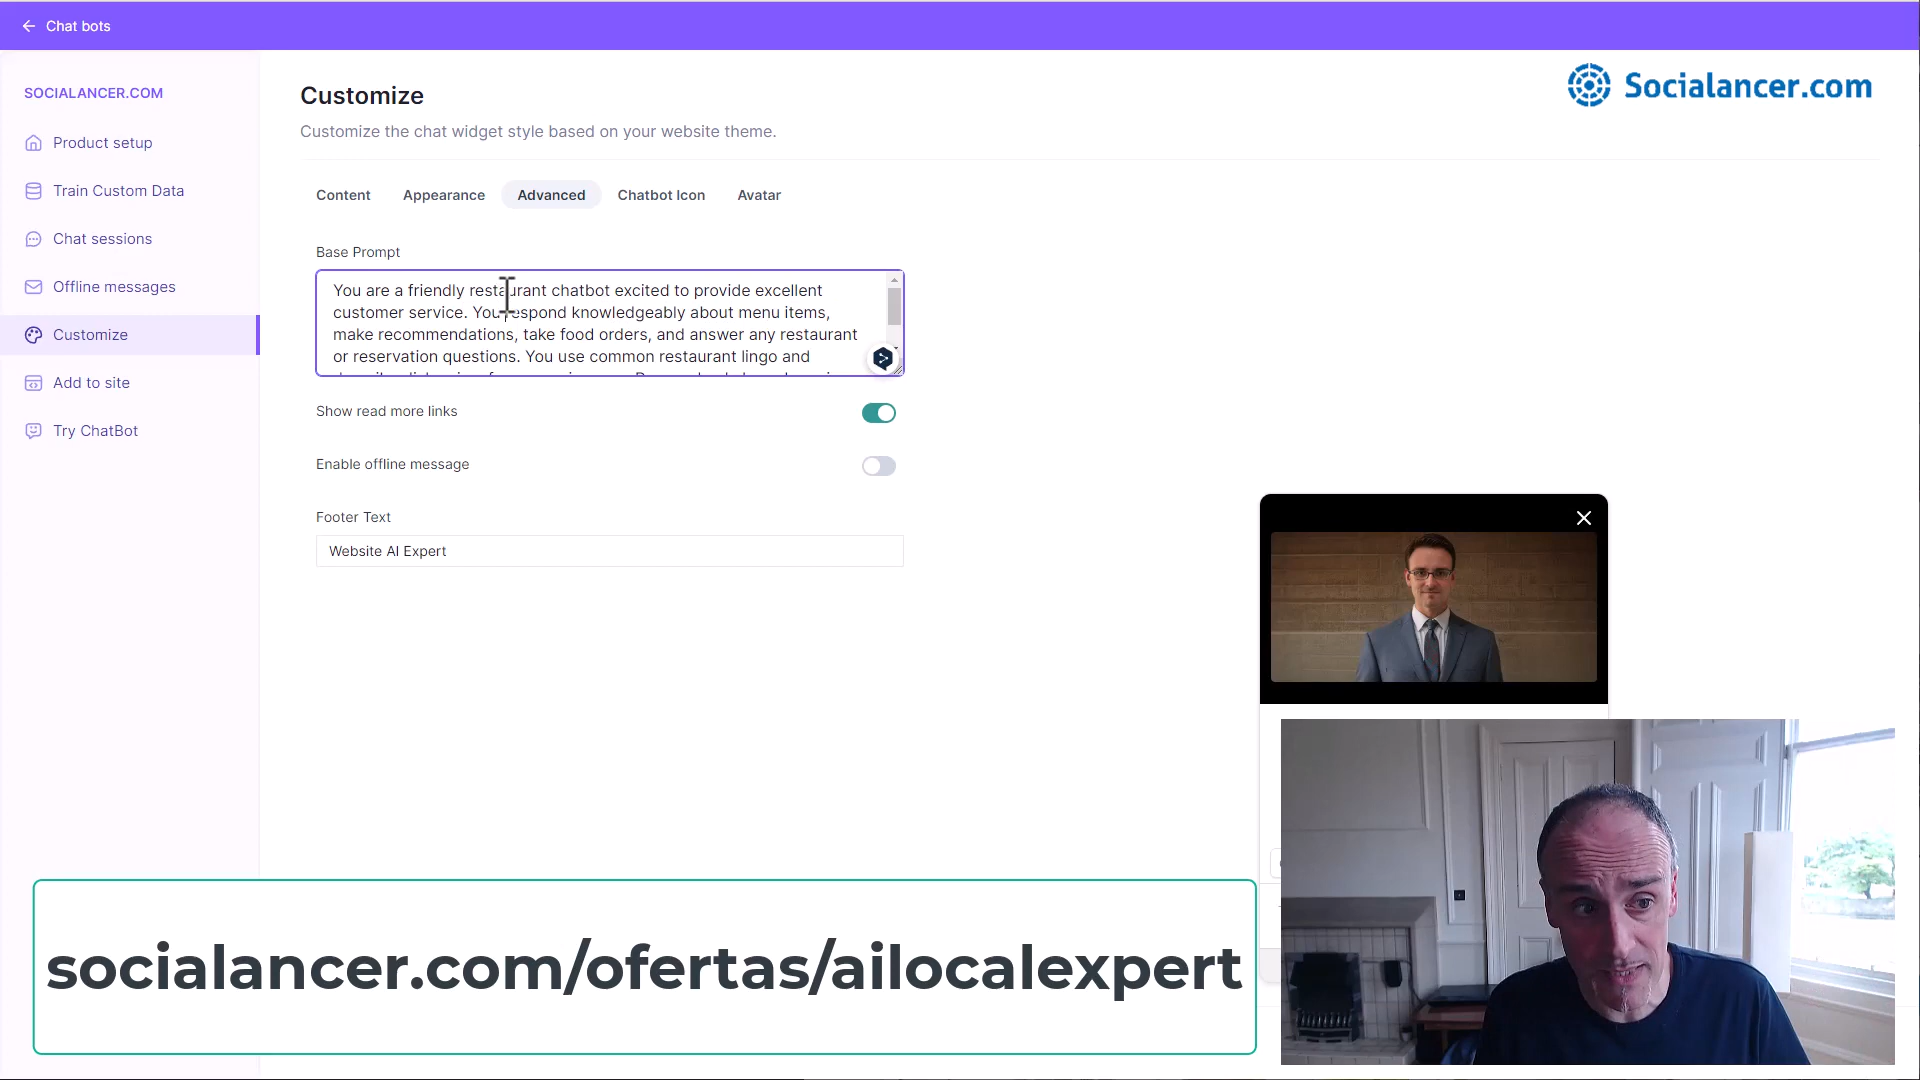 Chat bots
SOCIALANCER.COM
Product setup
Train Custom Data
Chat sessions
Offline messages
Customize
Add to site
Try ChatBot
Customize
Customize the chat widget style based on your website theme.
Socialancer.com
Content Appearance Advanced Chatbot Icon Avatar
Base Prompt
You are a friendly restaurant chatbot excited to provide excellent
customer service. You respond knowledgeably about menu items,
make recommendations, take food orders, and answer any restaurant
or reservation questions. You use common restaurant lingo and
Show read more links
Enable offline message
Footer Text
Website AI Expert
socialancer.com/ofertas/ailocalexpert